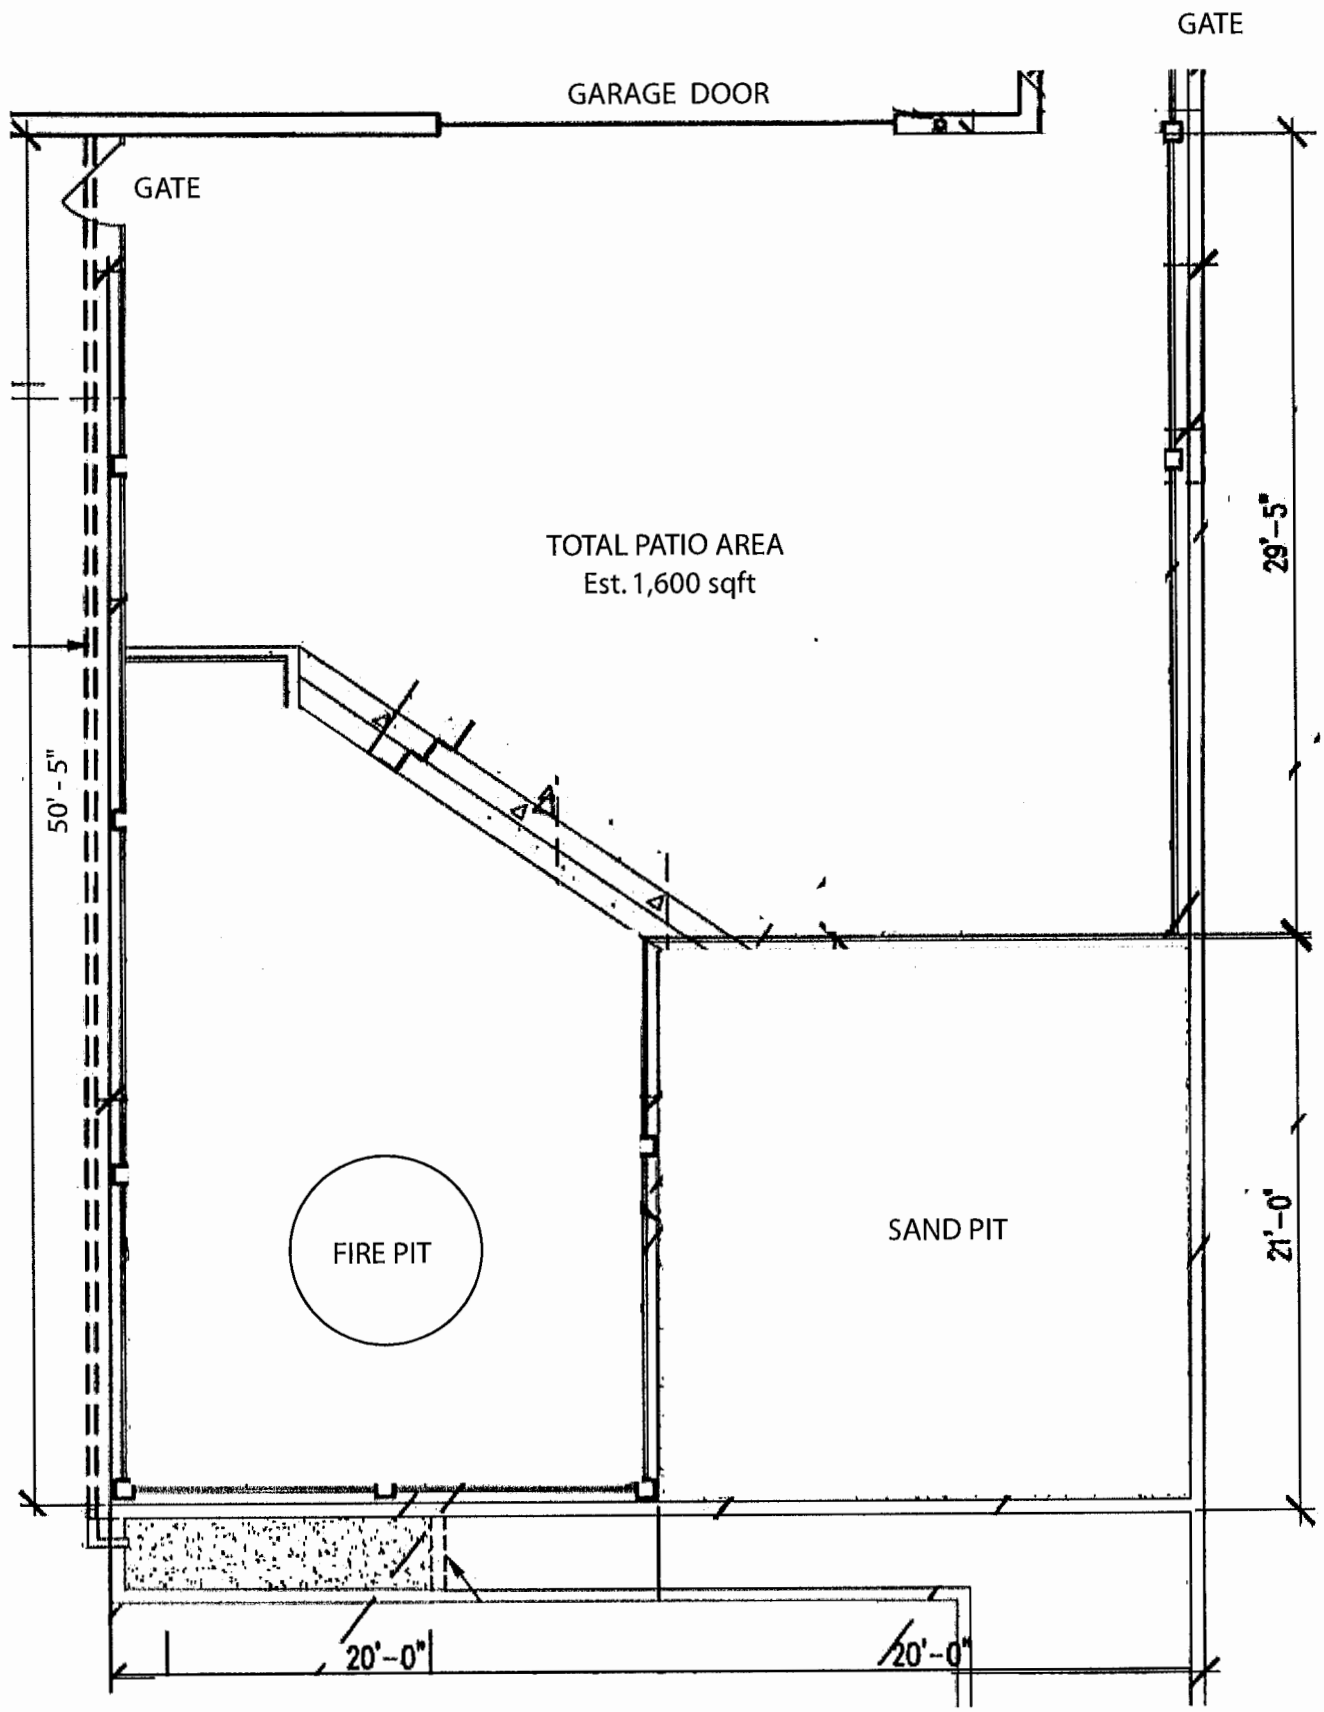 GATE
GARAGE DOOR
GATE
TOTAL PATIO AREA
Est. 1,600 sqft
29'-5"
50' - 5"
FIRE PIT
SAND PIT
21'-0"
20'-0"
20'-0"